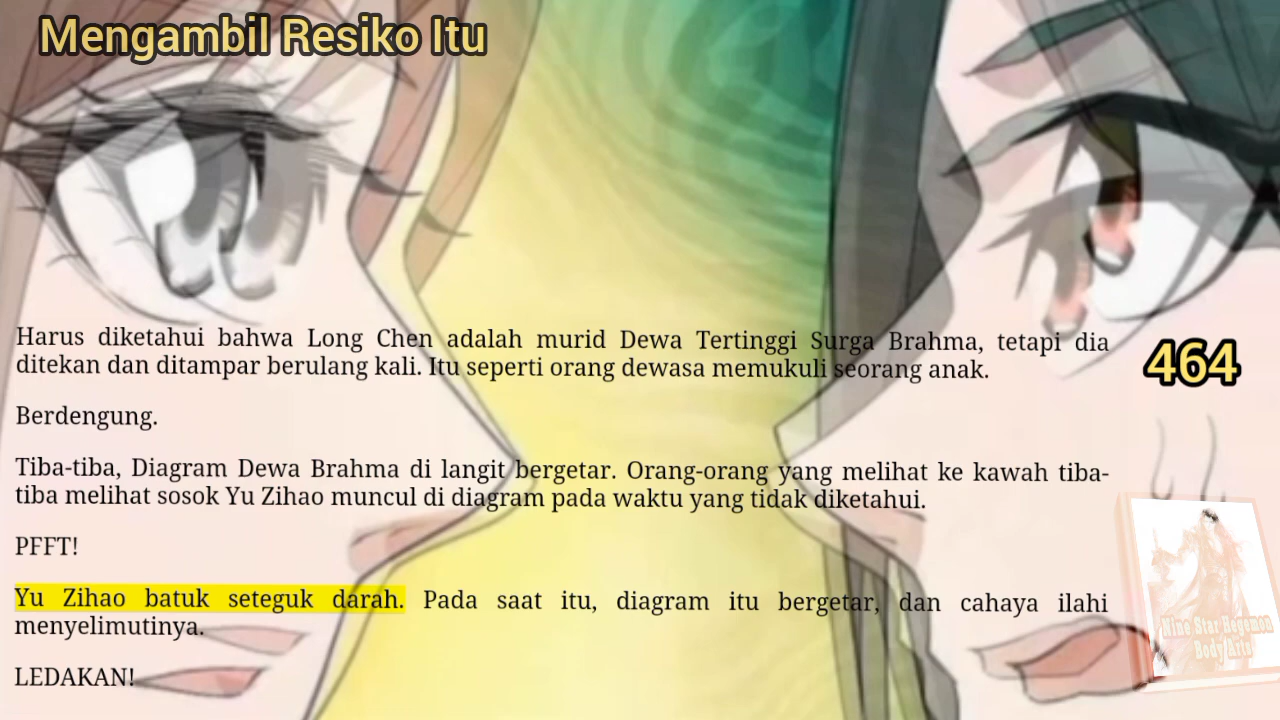 Mengambil Resiko Itu
Harus diketahui bahwa Long Chen adalah murid Dewa Tertinggi Surga Brahma, tetapi dia
ditekan dan ditampar berulang kali. Itu seperti orang dewasa memukuli seorang anak.
464
Berdengung.
Tiba-tiba, Diagram Dewa Brahma di langit bergetar. Orang-orang yang melihat ke kawah tiba-
tiba melihat sosok Yu Zihao muncul di diagram pada waktu yang tidak diketahui.
PFFT!
Yu Zihao batuk seteguk darah. Pada saat itu, diagram itu bergetar, dan cahaya ilahi
menyelimutinya.
Nine Star Hegemon
Body Arts
LEDAKAN!